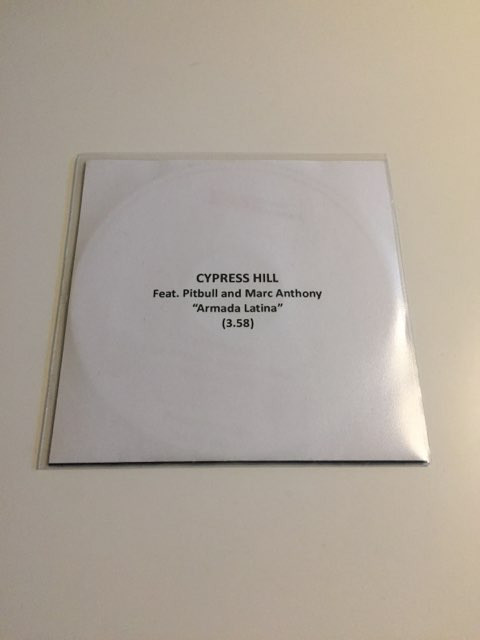 CYPRESS HILL
Feat. Pitbull and Marc Anthony
“Armada Latina”
(3.58)